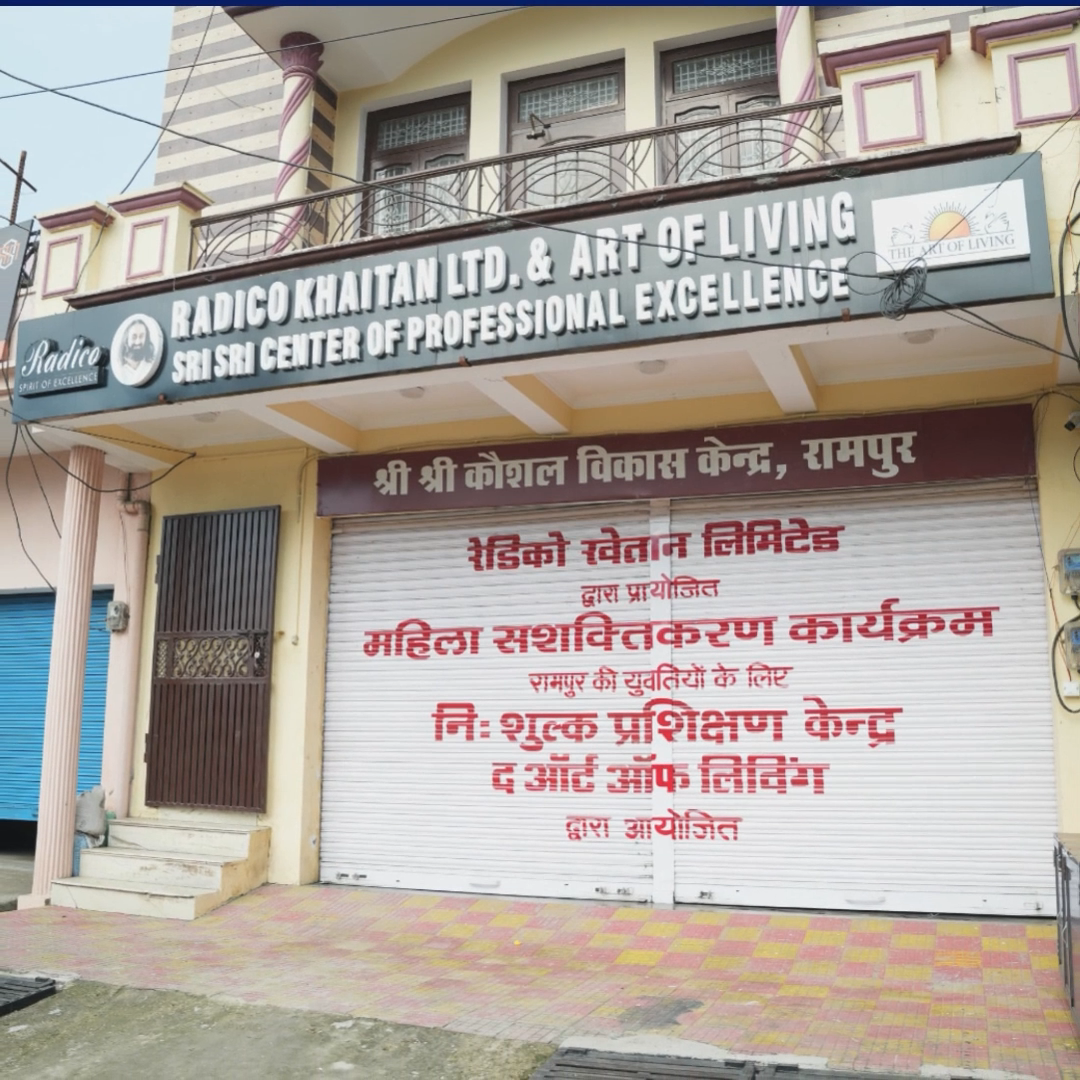 RADICO KHAITAN LTD. & ART OF LIVING
SRI SRI CENTER OF PROFESSIONAL EXCELLENCE
Radico
SPIRIT OF EXCELLENCE
THE ART OF LIVING
श्री श्री कौशल विकास केन्द्र, रामपुर
रेडिको खेतान लिमिटेड
द्वारा प्रायोजित
महिला सशक्तिकरण कार्यक्रम
रामपुर की युवतियों के लिए
निः शुल्क प्रशिक्षण केन्द्र
द ऑर्ट ऑफ लिविंग
द्वारा आयोजित